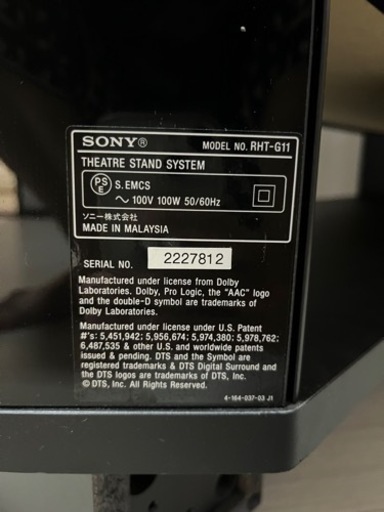 SONY® MODEL NO. RHT-G11
THEATRE STAND SYSTEM
PSE S. EMCS
～ 100V 100W 50/60Hz
ソニー株式会社
MADE IN MALAYSIA
SERIAL NO. 2227812
Manufactured under license from Dolby
Laboratories. Dolby, Pro Logic, the "AAC" logo
and the double-D symbol are trademarks of
Dolby Laboratories.
Manufactured under license under U.S. Patent
#'s: 5,451,942; 5,956,674; 5,974,380; 5,978,762;
6,487,535 & other U.S. and worldwide patents
issued & pending. DTS and the Symbol are
registered trademarks & DTS Digital Surround and
the DTS logos are trademarks of DTS, Inc.
© DTS, Inc. All Rights Reserved.
4-164-037-03 J1